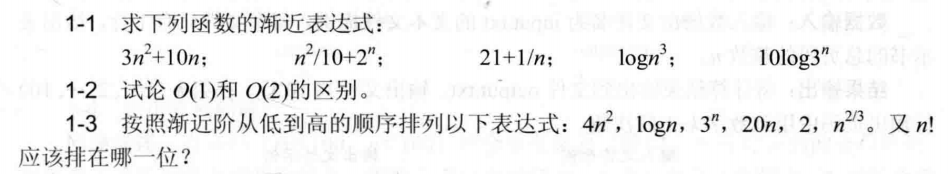 1-1 求下列函数的渐近表达式:
3n²+10n; n²/10+2ⁿ; 21+1/n; logn³; 10log3ⁿ
1-2 试论 O(1)和 O(2)的区别。
1-3 按照渐近阶从低到高的顺序排列以下表达式:4n²,logn,3ⁿ,20n,2,n²ᐟ³。又 n!
应该排在哪一位?